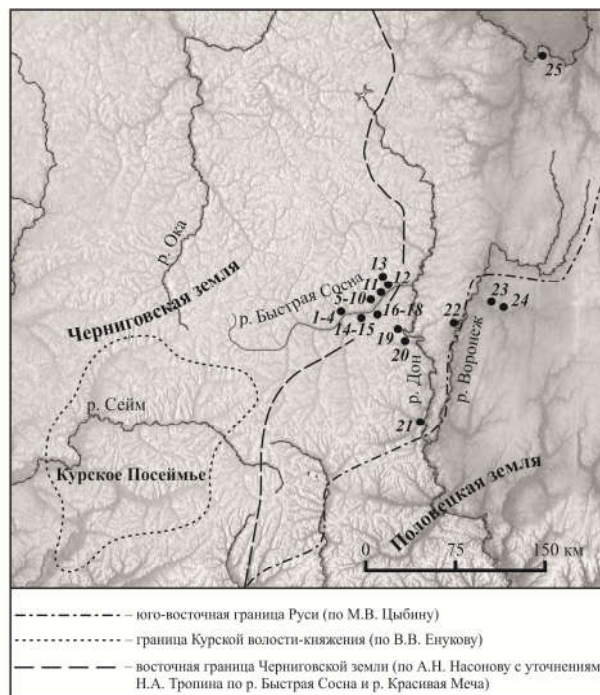 25
р. Ока
Черниговская земля
13
12
11
5-10
р. Быстрая Сосна
1-4
16-18
14-15
19
20
22
23
24
р. Дон
р. Воронеж
21
р. Сейм
Курское Посеймье
Половецкая земля
0 75 150 км
– юго-восточная граница Руси (по М.В. Цыбину)
– граница Курской волости-княжения (по В.В. Енукову)
– восточная граница Черниговской земли (по А.Н. Насонову с уточнениям
Н.А. Тропина по р. Быстрая Сосна и р. Красивая Меча)